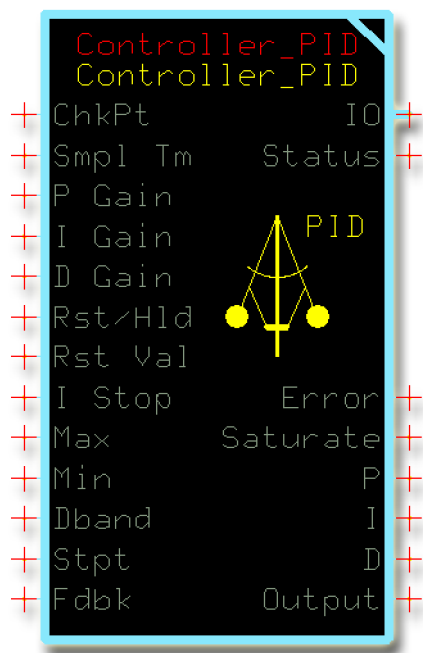 Controller_PID
Controller_PID
ChkPt IO
Smpl Tm Status
P Gain
I Gain PID
D Gain
Rst/Hld
Rst Val
I Stop Error
Max Saturate
Min P
Dband I
Stpt D
Fdbk Output